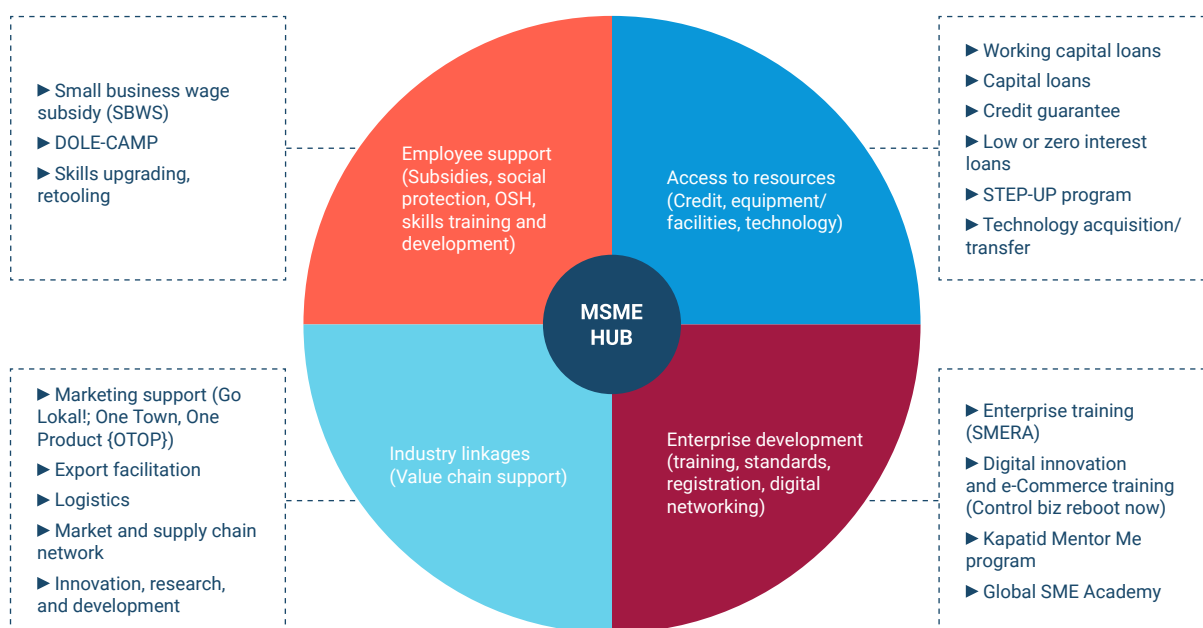 ► Small business wage
subsidy (SBWS)
► DOLE-CAMP
► Skills upgrading,
retooling
Employee support
(Subsidies, social
protection, OSH,
skills training and
development)
Access to resources
(Credit, equipment/
facilities, technology)
► Working capital loans
► Capital loans
► Credit guarantee
► Low or zero interest
loans
► STEP-UP program
► Technology acquisition/
transfer
MSME
HUB
► Marketing support (Go
Lokal!; One Town, One
Product {OTOP})
► Export facilitation
► Logistics
► Market and supply chain
network
► Innovation, research,
and development
Industry linkages
(Value chain support)
Enterprise development
(training, standards,
registration, digital
networking)
► Enterprise training
(SMERA)
► Digital innovation
and e-Commerce training
(Control biz reboot now)
► Kapatid Mentor Me
program
► Global SME Academy